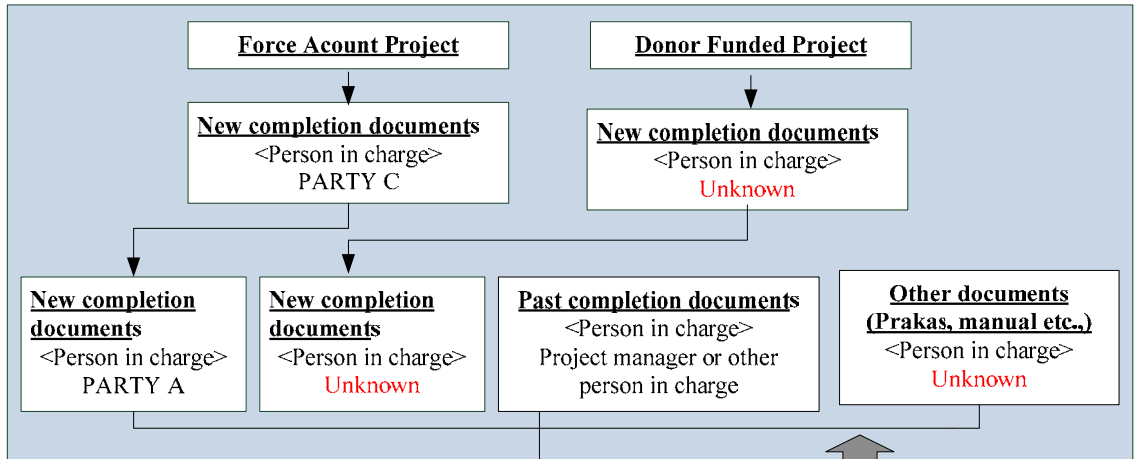 Force Acount Project
Donor Funded Project
New completion documents
<Person in charge>
PARTY C
New completion documents
<Person in charge>
Unknown
New completion
documents
<Person in charge>
PARTY A
New completion
documents
<Person in charge>
Unknown
Past completion documents
<Person in charge>
Project manager or other
person in charge
Other documents
(Prakas, manual etc.,)
<Person in charge>
Unknown